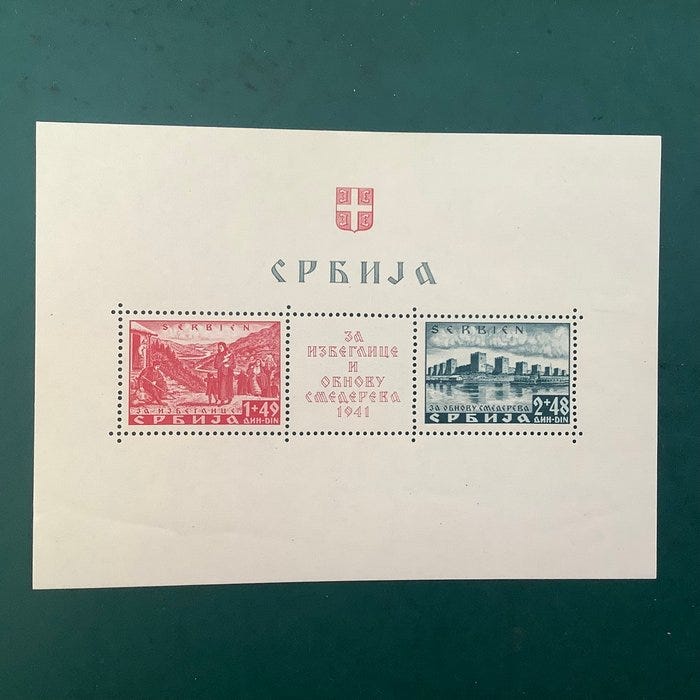 СРБИЈА
SERBIEN
1+49
ЗА ИЗБЕГЛИЦЕ
СРБИЈА ДИН-DIN
ЗА
ИЗБЕГЛИЦЕ
И
ОБНОВУ
СМЕДЕРЕВА
1941
SERBIEN
2+48
ЗА ОБНОВУ СМЕДЕРЕВА
СРБИЈА ДИН-DIN